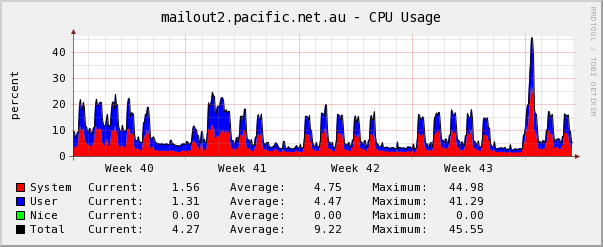 mailout2.pacific.net.au - CPU Usage
RRDTOOL / TOBI OETIKER
percent
40
30
20
10
0
Week 40 Week 41 Week 42 Week 43
System Current: 1.56 Average: 4.75 Maximum: 44.98
User Current: 1.31 Average: 4.47 Maximum: 41.29
Nice Current: 0.00 Average: 0.00 Maximum: 0.00
Total Current: 4.27 Average: 9.22 Maximum: 45.55